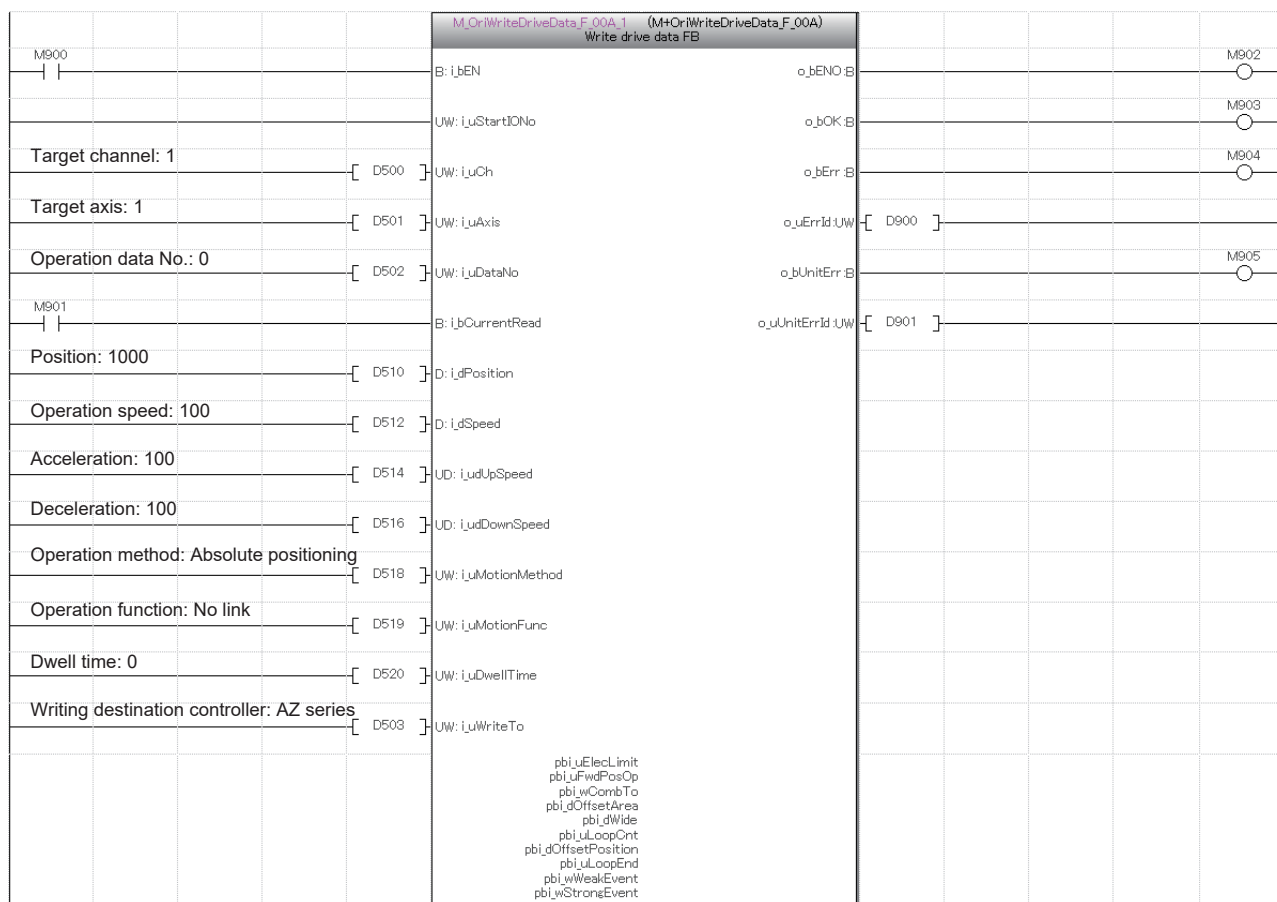 M_OriWriteDriveData_F_00A_1 (M+OriWriteDriveData_F_00A)
Write drive data FB
M900
B: i_bEN
o_bENO:B
M902
UW: i_uStartIONo
o_bOK:B
M903
Target channel: 1
D500
UW: i_uCh
o_bErr:B
M904
Target axis: 1
D501
UW: i_uAxis
o_uErrId:UW
D900
Operation data No.: 0
D502
UW: i_uDataNo
o_bUnitErr:B
M905
M901
B: i_bCurrentRead
o_uUnitErrId:UW
D901
Position: 1000
D510
D: i_dPosition
Operation speed: 100
D512
D: i_dSpeed
Acceleration: 100
D514
UD: i_udUpSpeed
Deceleration: 100
D516
UD: i_udDownSpeed
Operation method: Absolute positioning
D518
UW: i_uMotionMethod
Operation function: No link
D519
UW: i_uMotionFunc
Dwell time: 0
D520
UW: i_uDwellTime
Writing destination controller: AZ series
D503
UW: i_uWriteTo
pbi_uElecLimit
pbi_uFwdPosOp
pbi_wCombTo
pbi_dOffsetArea
pbi_dWide
pbi_uLoopCnt
pbi_dOffsetPosition
pbi_uLoopEnd
pbi_wWeakEvent
pbi_wStrongEvent